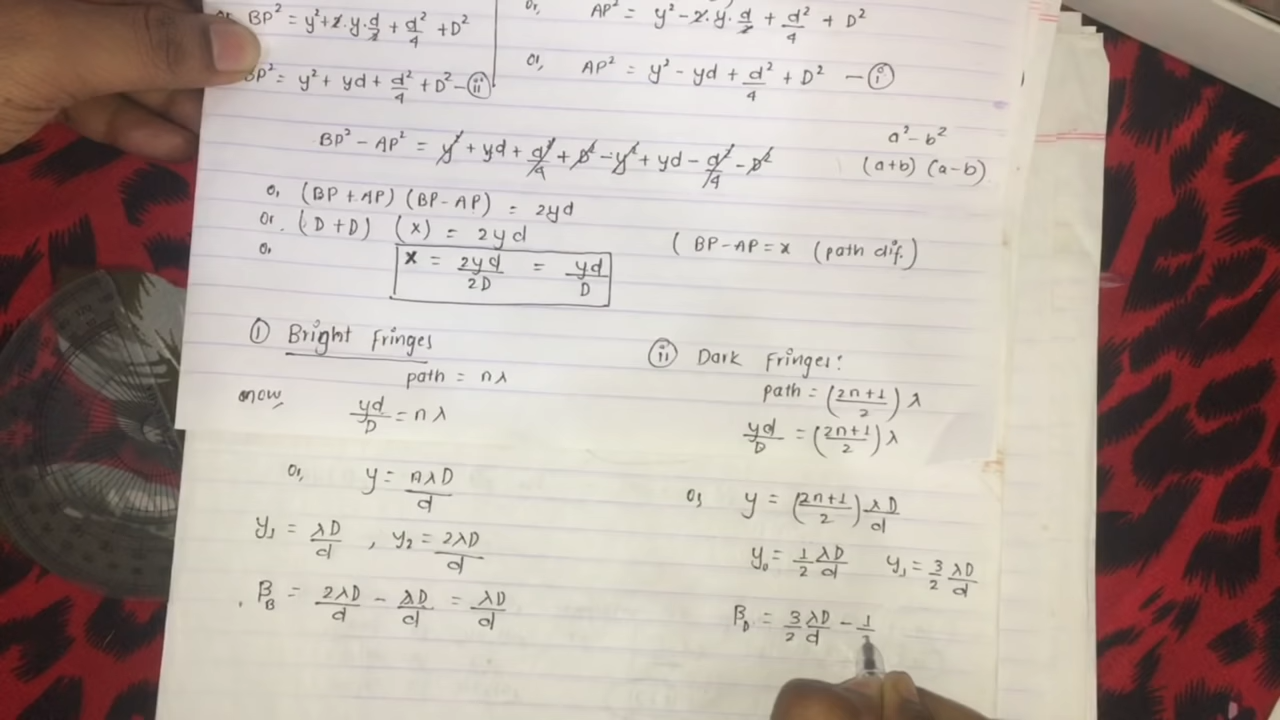 or BP² = y² + 2.y.d/2 + d²/4 + D²
BP² = y² + yd + d²/4 + D² - (ii)
or, AP² = y² - 2.y.d/2 + d²/4 + D²
or, AP² = y² - yd + d²/4 + D² - (i)
BP² - AP² = y² + yd + d²/4 + D² - y² + yd - d²/4 - D²
a² - b²
(a+b) (a-b)
o, (BP + AP) (BP - AP) = 2yd
or. (D + D) (x) = 2yd
( BP - AP = x (path dif.)
o, x = 2yd/2D = yd/D
(i) Bright Fringes
path = nλ
now, yd/D = nλ
or, y = nλD/d
y₁ = λD/d , y₂ = 2λD/d
β_B = 2λD/d - λD/d = λD/d
(ii) Dark Fringes:
path = (2n+1/2) λ
yd/D = (2n+1/2) λ
or y = (2n+1/2) λD/d
y₀ = 1/2 λD/d y₁ = 3/2 λD/d
β_D = 3/2 λD/d - 1/